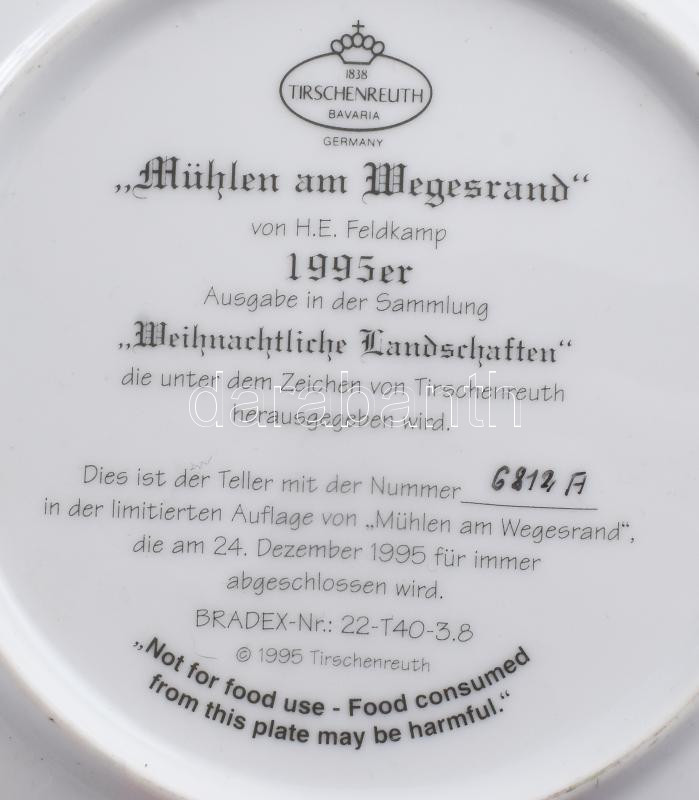 1838
TIRSCHENREUTH
BAVARIA
GERMANY
„Mühlen am Wegesrand“
von H.E. Feldkamp
1995er
Ausgabe in der Sammlung
„Weihnachtliche Landschaften“
die unter dem Zeichen von Tirschenreuth
herausgegeben wird.
darabanth
Dies ist der Teller mit der Nummer 6812 A
in der limitierten Auflage von „Mühlen am Wegesrand“,
die am 24. Dezember 1995 für immer
abgeschlossen wird.
BRADEX-Nr.: 22-T40-3.8
© 1995 Tirschenreuth
„Not for food use - Food consumed
from this plate may be harmful.“